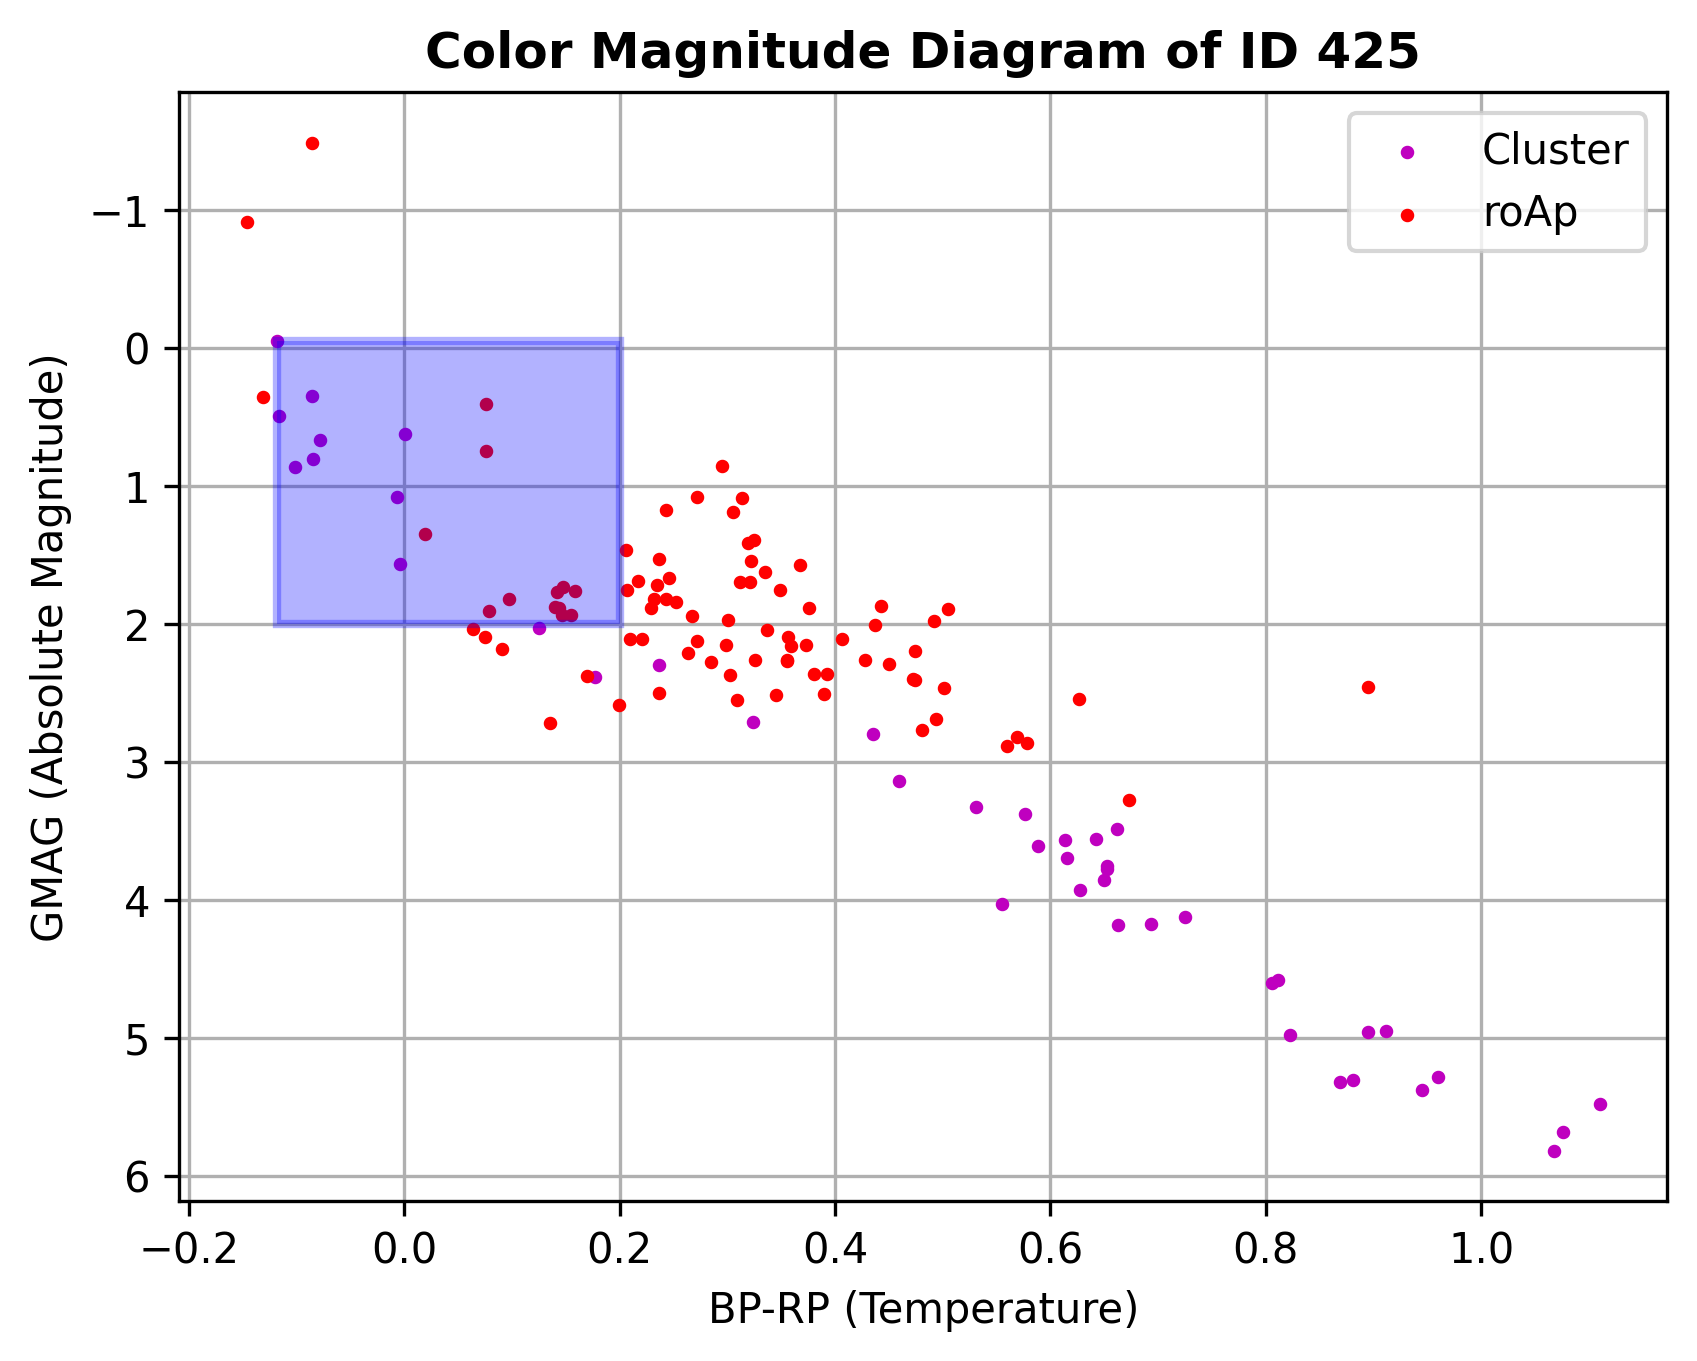 Color Magnitude Diagram of ID 425
Cluster
roAp
−1
0
1
2
3
4
5
6
GMAG (Absolute Magnitude)
−0.2 0.0 0.2 0.4 0.6 0.8 1.0
BP-RP (Temperature)